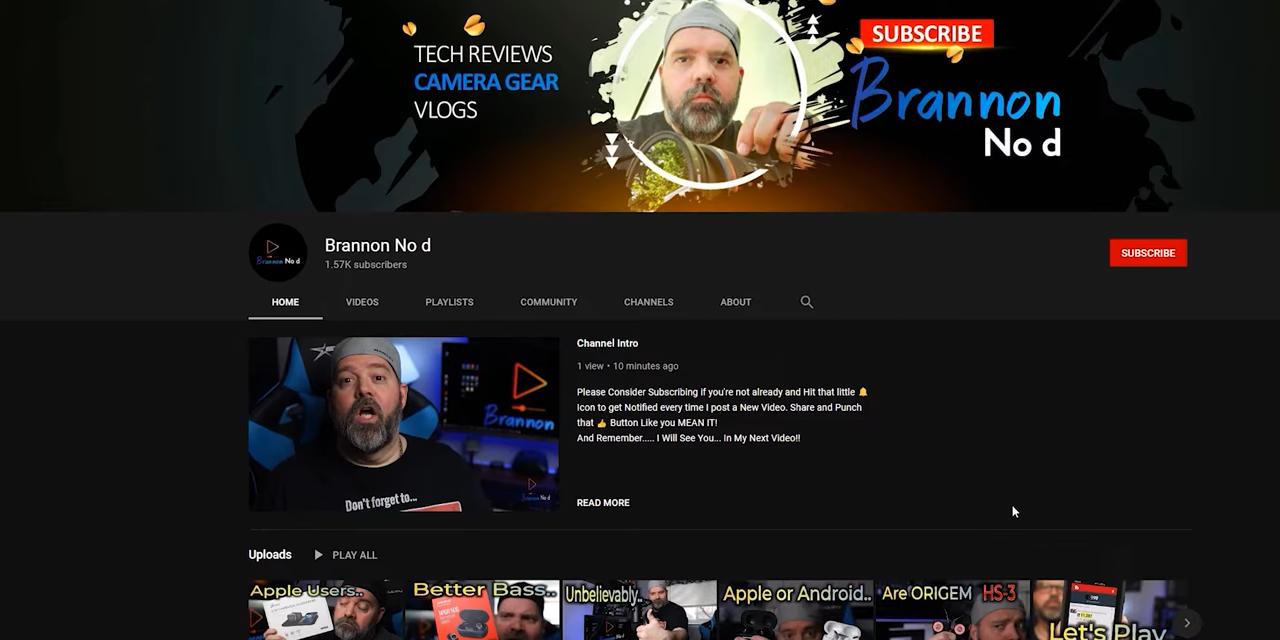 TECH REVIEWS
CAMERA GEAR
VLOGS
SUBSCRIBE
Brannon
No d
Brannon No d
Brannon No d
1.57K subscribers
SUBSCRIBE
HOME VIDEOS PLAYLISTS COMMUNITY CHANNELS ABOUT
Brannon
Don't forget to...
Brannon No d
Channel Intro
1 view • 10 minutes ago
Please Consider Subscribing if you're not already and Hit that little 🔔
Icon to get Notified every time I post a New Video. Share and Punch
that 👍 Button Like you MEAN IT!
And Remember..... I Will See You... In My Next Video!!
READ MORE
Uploads PLAY ALL
Apple Users..
Better Bass..
Unbelievably..
Apple or Android..
Are ORIGEM HS-3
Let's Play